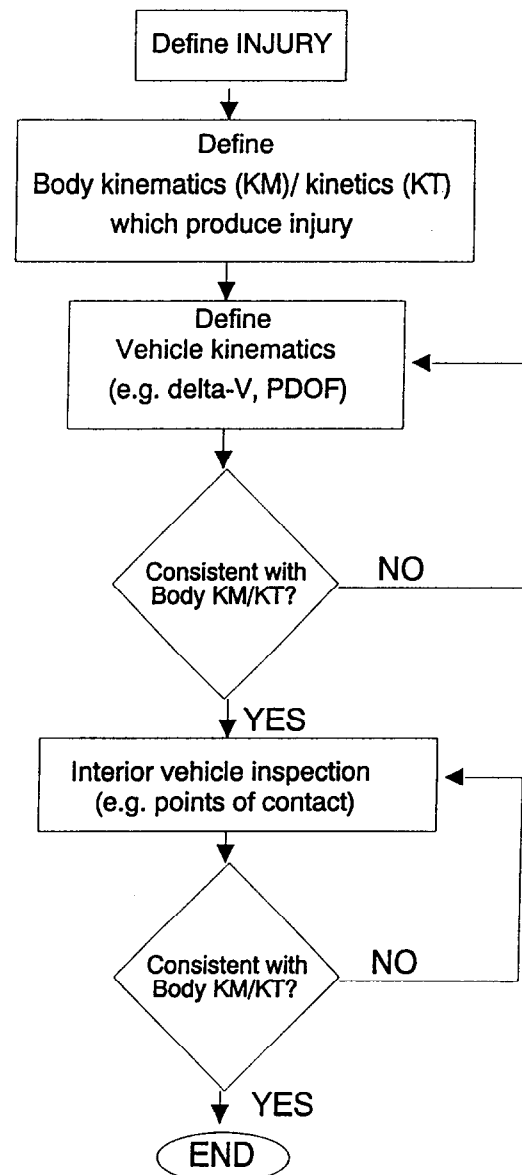 Define INJURY
Define
Body kinematics (KM)/ kinetics (KT)
which produce injury
Define
Vehicle kinematics
(e.g. delta-V, PDOF)
Consistent with
Body KM/KT?
NO
YES
Interior vehicle inspection
(e.g. points of contact)
Consistent with
Body KM/KT?
NO
YES
END